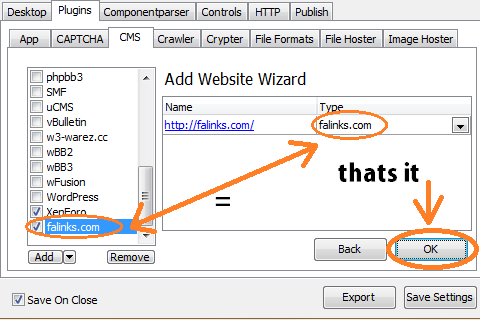 Desktop Plugins Componentparser Controls HTTP Publish
App CAPTCHA CMS Crawler Crypter File Formats File Hoster Image Hoster
phpbb3
SMF
uCMS
vBulletin
w3-warez.cc
wBB2
wBB3
wFusion
WordPress
XenForo
falinks.com
Add Remove
Add Website Wizard
Name Type
http://falinks.com/ falinks.com
thats it
=
Back OK
Save On Close Export Save Settings